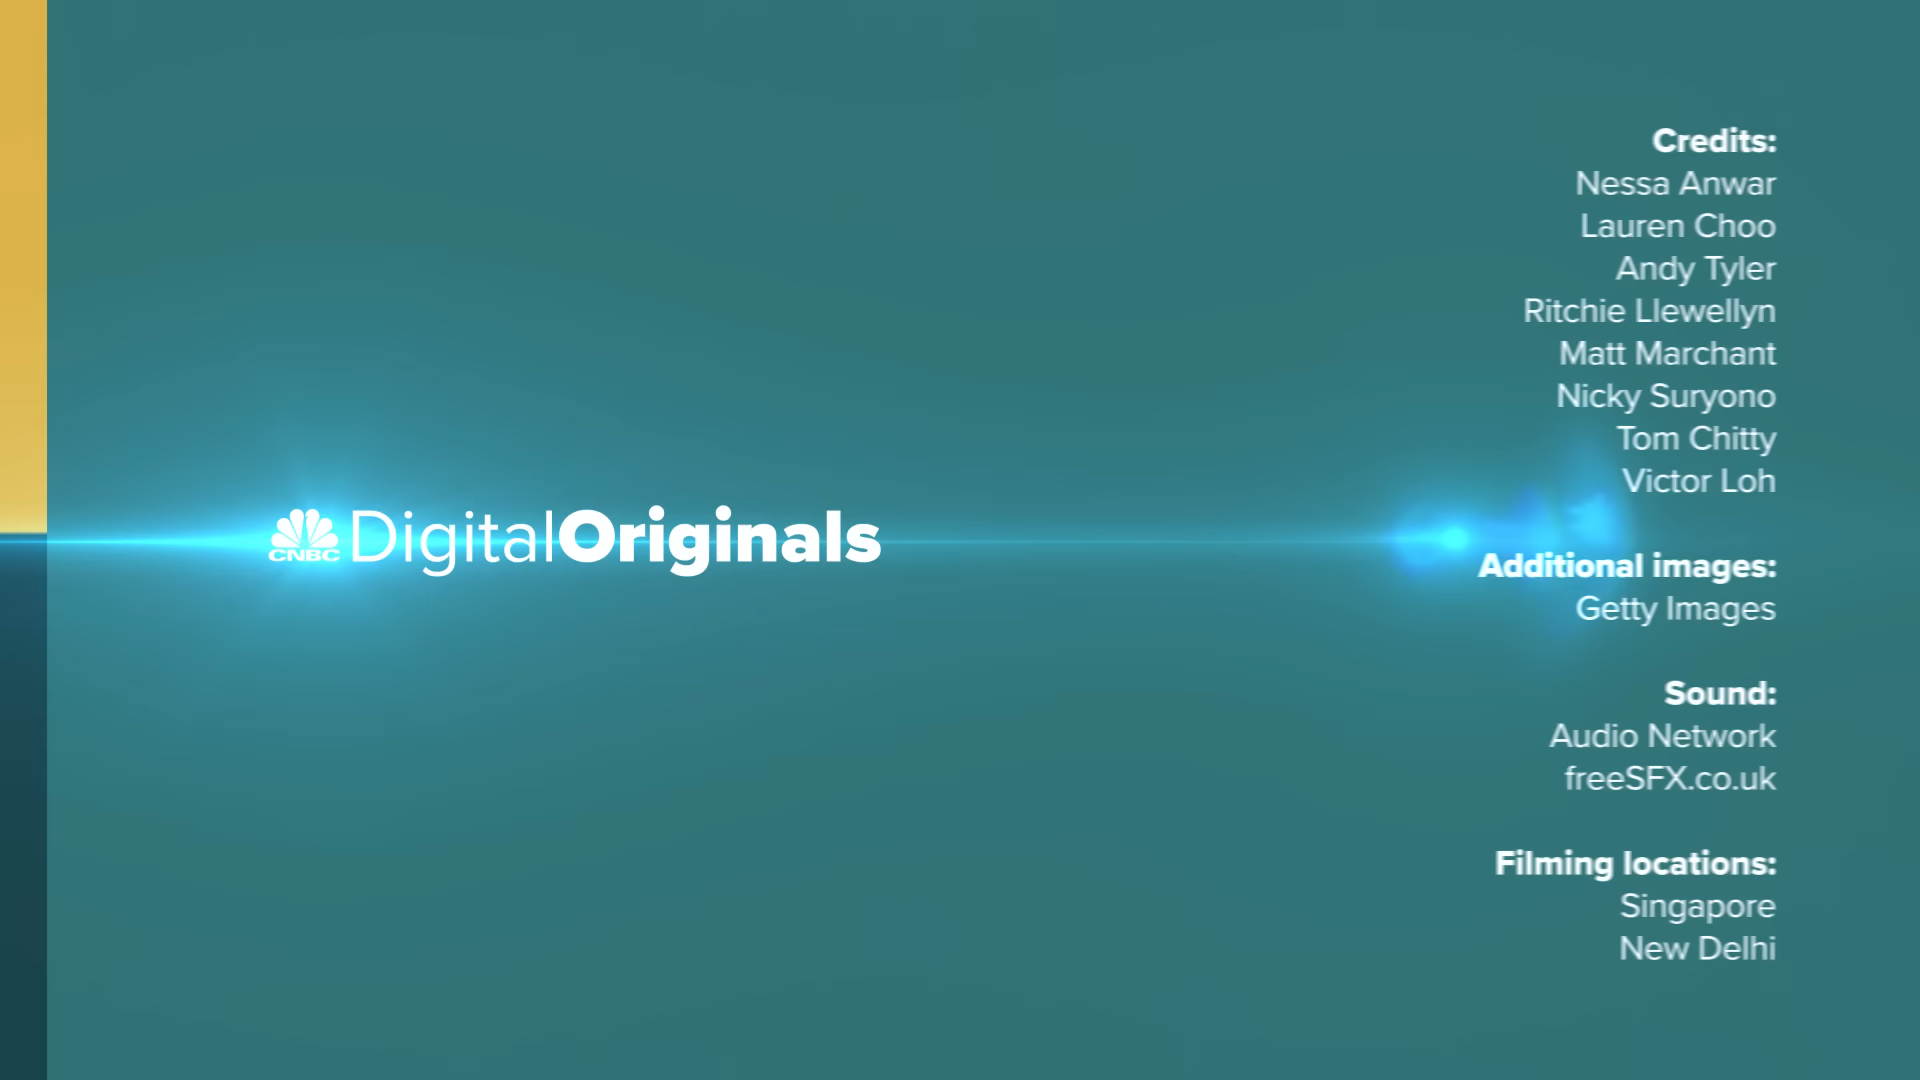 CNBC DigitalOriginals
Credits:
Nessa Anwar
Lauren Choo
Andy Tyler
Ritchie Llewellyn
Matt Marchant
Nicky Suryono
Tom Chitty
Victor Loh
Additional images:
Getty Images
Sound:
Audio Network
freeSFX.co.uk
Filming locations:
Singapore
New Delhi